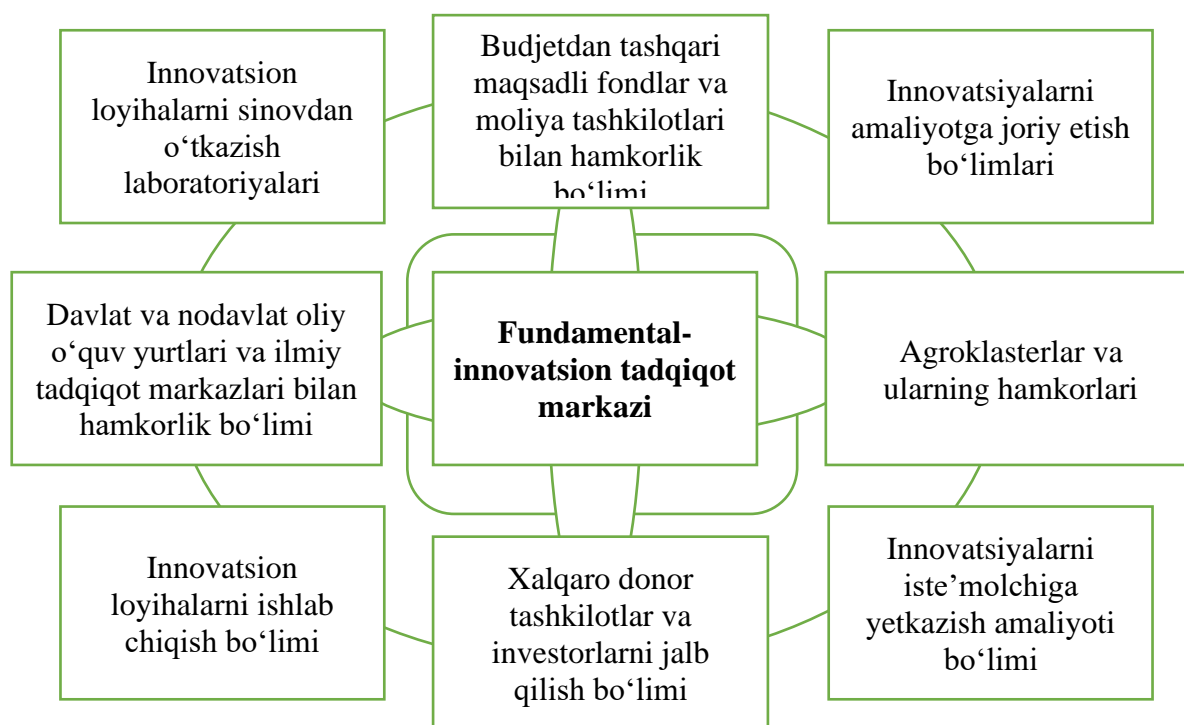 Innovatsion
loyihalarni sinovdan
o‘tkazish
laboratoriyalari
Budjetdan tashqari
maqsadli fondlar va
moliya tashkilotlari
bilan hamkorlik
bo‘limi
Innovatsiyalarni
amaliyotga joriy etish
bo‘limlari
Davlat va nodavlat oliy
o‘quv yurtlari va ilmiy
tadqiqot markazlari bilan
hamkorlik bo‘limi
Fundamental-
innovatsion tadqiqot
markazi
Agroklasterlar va
ularning hamkorlari
Innovatsion
loyihalarni ishlab
chiqish bo‘limi
Xalqaro donor
tashkilotlar va
investorlarni jalb
qilish bo‘limi
Innovatsiyalarni
iste’molchiga
yetkazish amaliyoti
bo‘limi